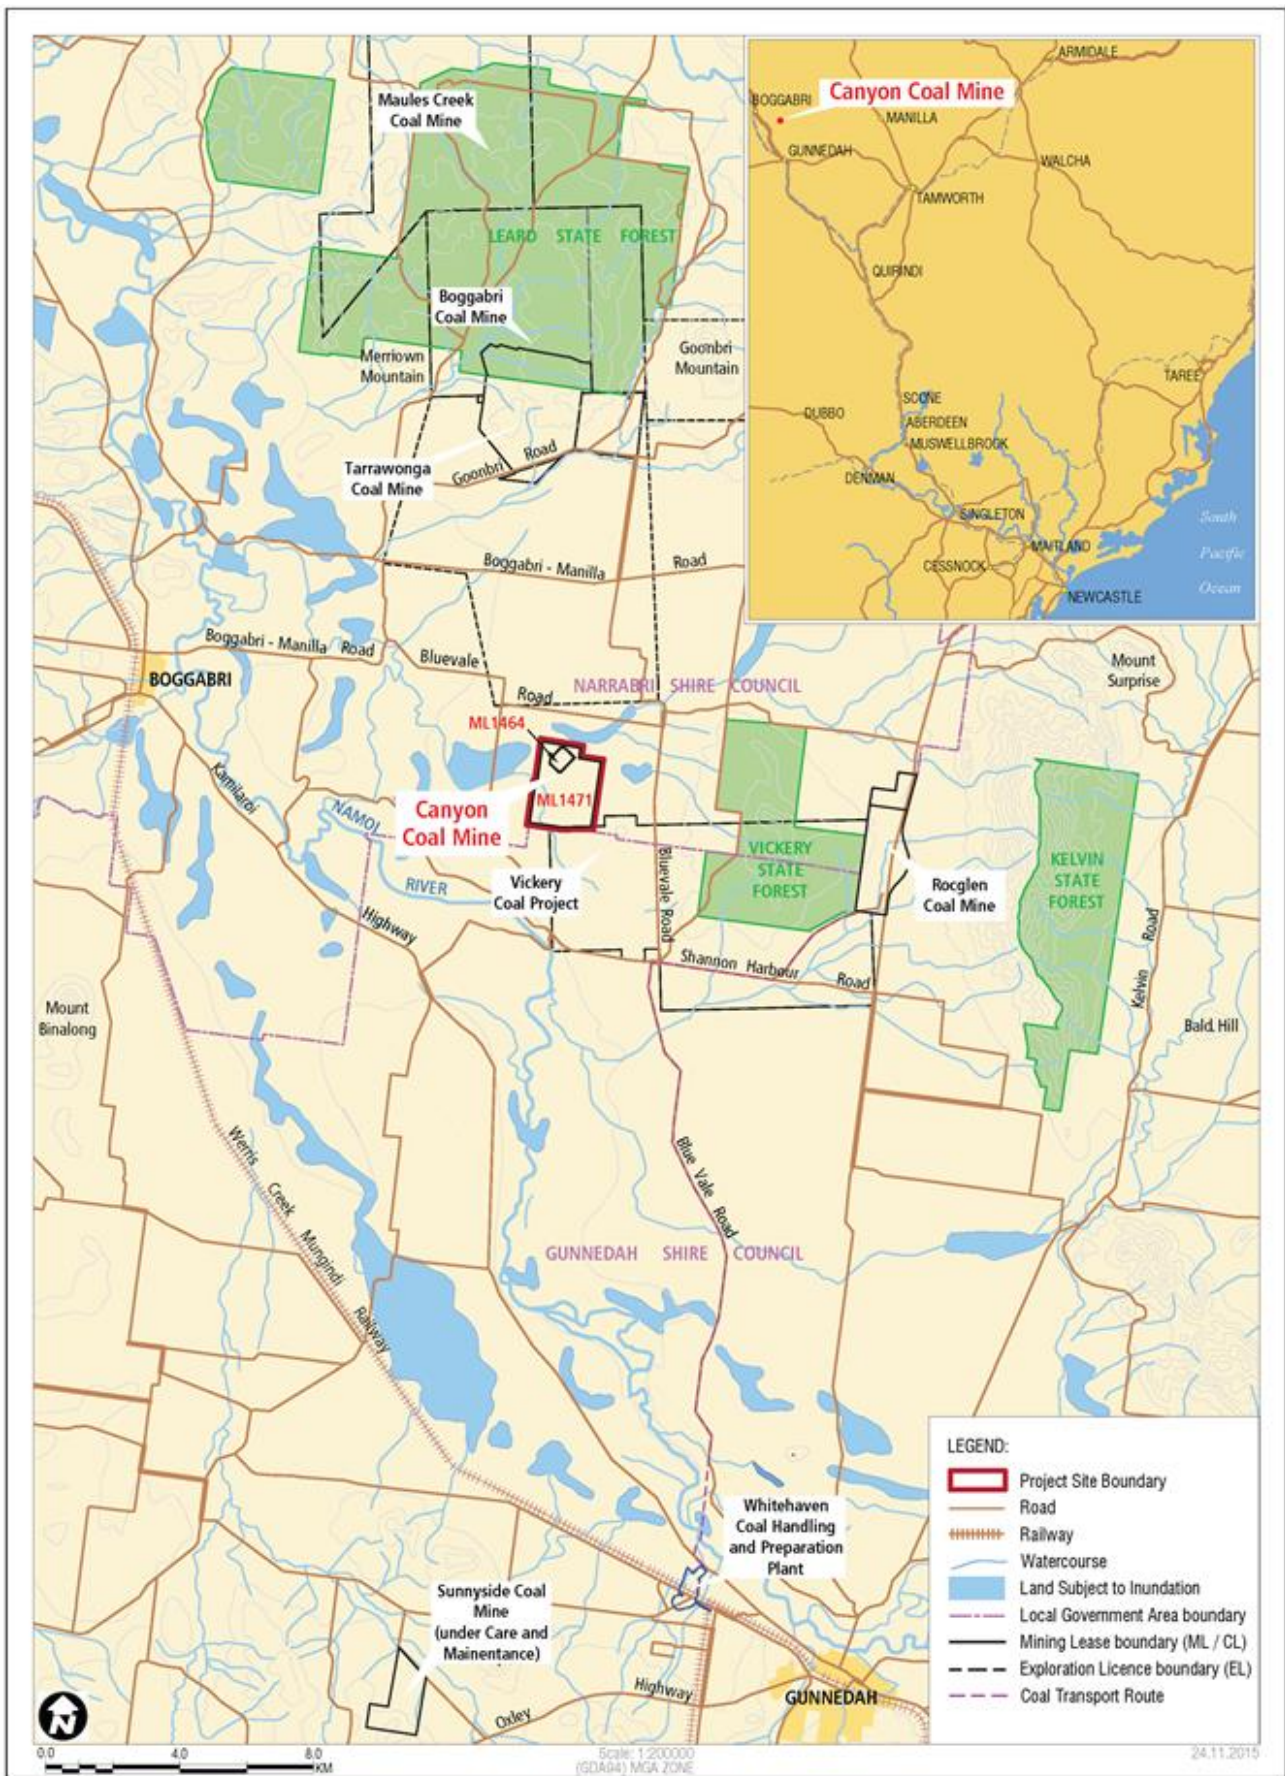 Maules Creek
Coal Mine
LEARD STATE FOREST
Boggabri
Coal Mine
Merriown
Mountain
Goonbri
Mountain
Tarrawonga
Coal Mine
Goonbri Road
Boggabri - Manilla Road
Boggabri - Manilla Road
Bluevale
Road
BOGGABRI
NARRABRI SHIRE COUNCIL
Mount
Surprise
ML1464
ML1471
Canyon
Coal Mine
Kamilaroi
Highway
NAMOI
RIVER
Vickery
Coal Project
Bluevale Road
VICKERY
STATE
FOREST
Rocglen
Coal Mine
KELVIN
STATE
FOREST
Kelvin Road
Shannon Harbour Road
Mount
Binalong
Bald. Hill
Werris Creek Mungindi Railway
Blue Vale Road
GUNNEDAH SHIRE COUNCIL
Whitehaven
Coal Handling
and Preparation
Plant
Sunnyside Coal
Mine
(under Care and
Mainentance)
Oxley
Highway
GUNNEDAH
ARMIDALE
BOGGABRI
Canyon Coal Mine
MANILLA
GUNNEDAH
WALCHA
TAMWORTH
QUIRINDI
TAREE
SCONE
DUBBO
ABERDEEN
MUSWELLBROOK
DENMAN
SINGLETON
South
Pacific
Ocean
MAITLAND
CESSNOCK
NEWCASTLE
LEGEND:
Project Site Boundary
Road
Railway
Watercourse
Land Subject to Inundation
Local Government Area boundary
Mining Lease boundary (ML / CL)
Exploration Licence boundary (EL)
Coal Transport Route
N
0.0 4.0 8.0
KM
Scale: 1:200000
(GDA94) MGA ZONE
24.11.2015